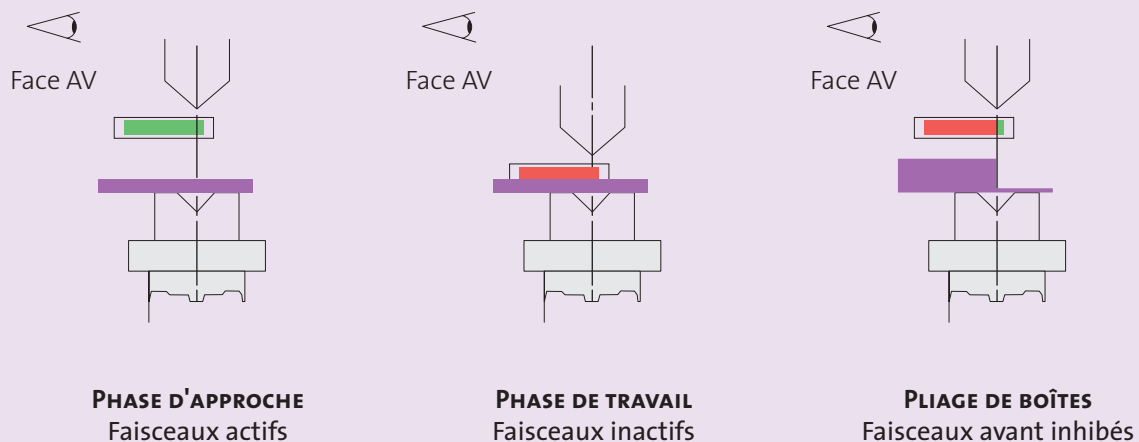 Face AV
Face AV
Face AV
PHASE D'APPROCHE
Faisceaux actifs
PHASE DE TRAVAIL
Faisceaux inactifs
PLIAGE DE BOÎTES
Faisceaux avant inhibés